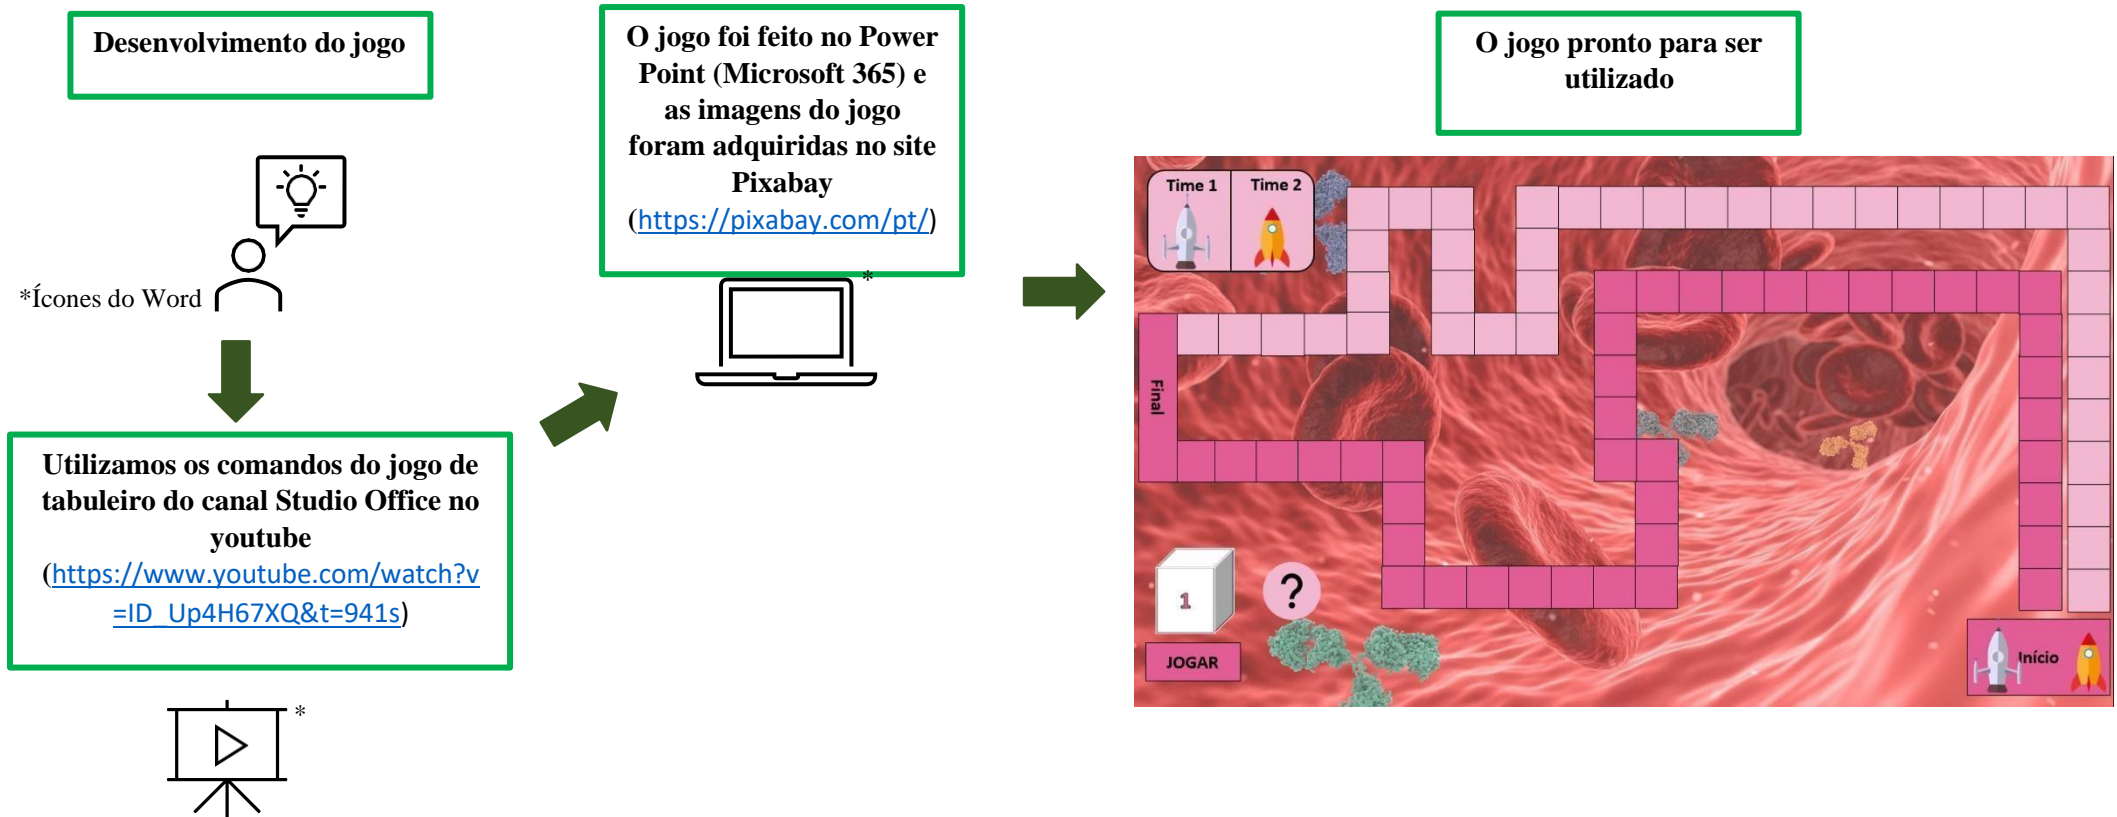 Desenvolvimento do jogo
*Ícones do Word
Utilizamos os comandos do jogo de
tabuleiro do canal Studio Office no
youtube
(https://www.youtube.com/watch?v
=ID_Up4H67XQ&t=941s)
*
O jogo foi feito no Power
Point (Microsoft 365) e
as imagens do jogo
foram adquiridas no site
Pixabay
(https://pixabay.com/pt/)
*
O jogo pronto para ser
utilizado
Time 1
Time 2
Final
1
?
JOGAR
Início